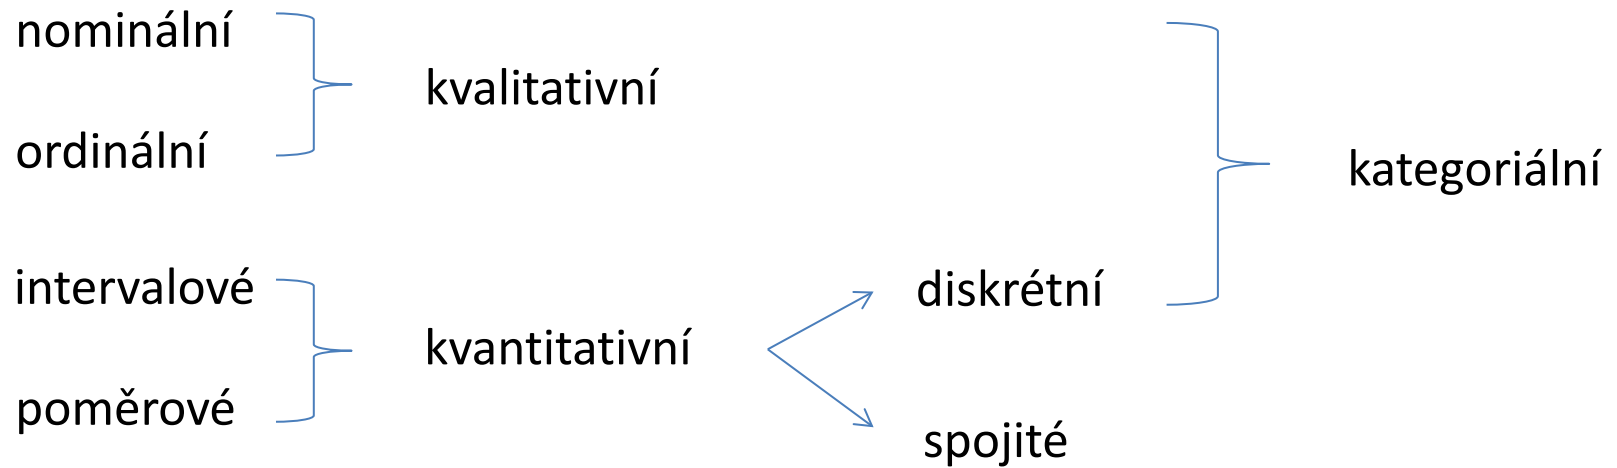 nominální
kvalitativní
ordinální
kategoriální
intervalové
diskrétní
kvantitativní
poměrové
spojité